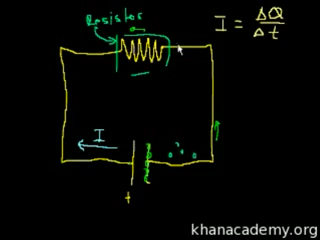 Resistor
I = ΔQ
Δt
I
+
khanacademy.org